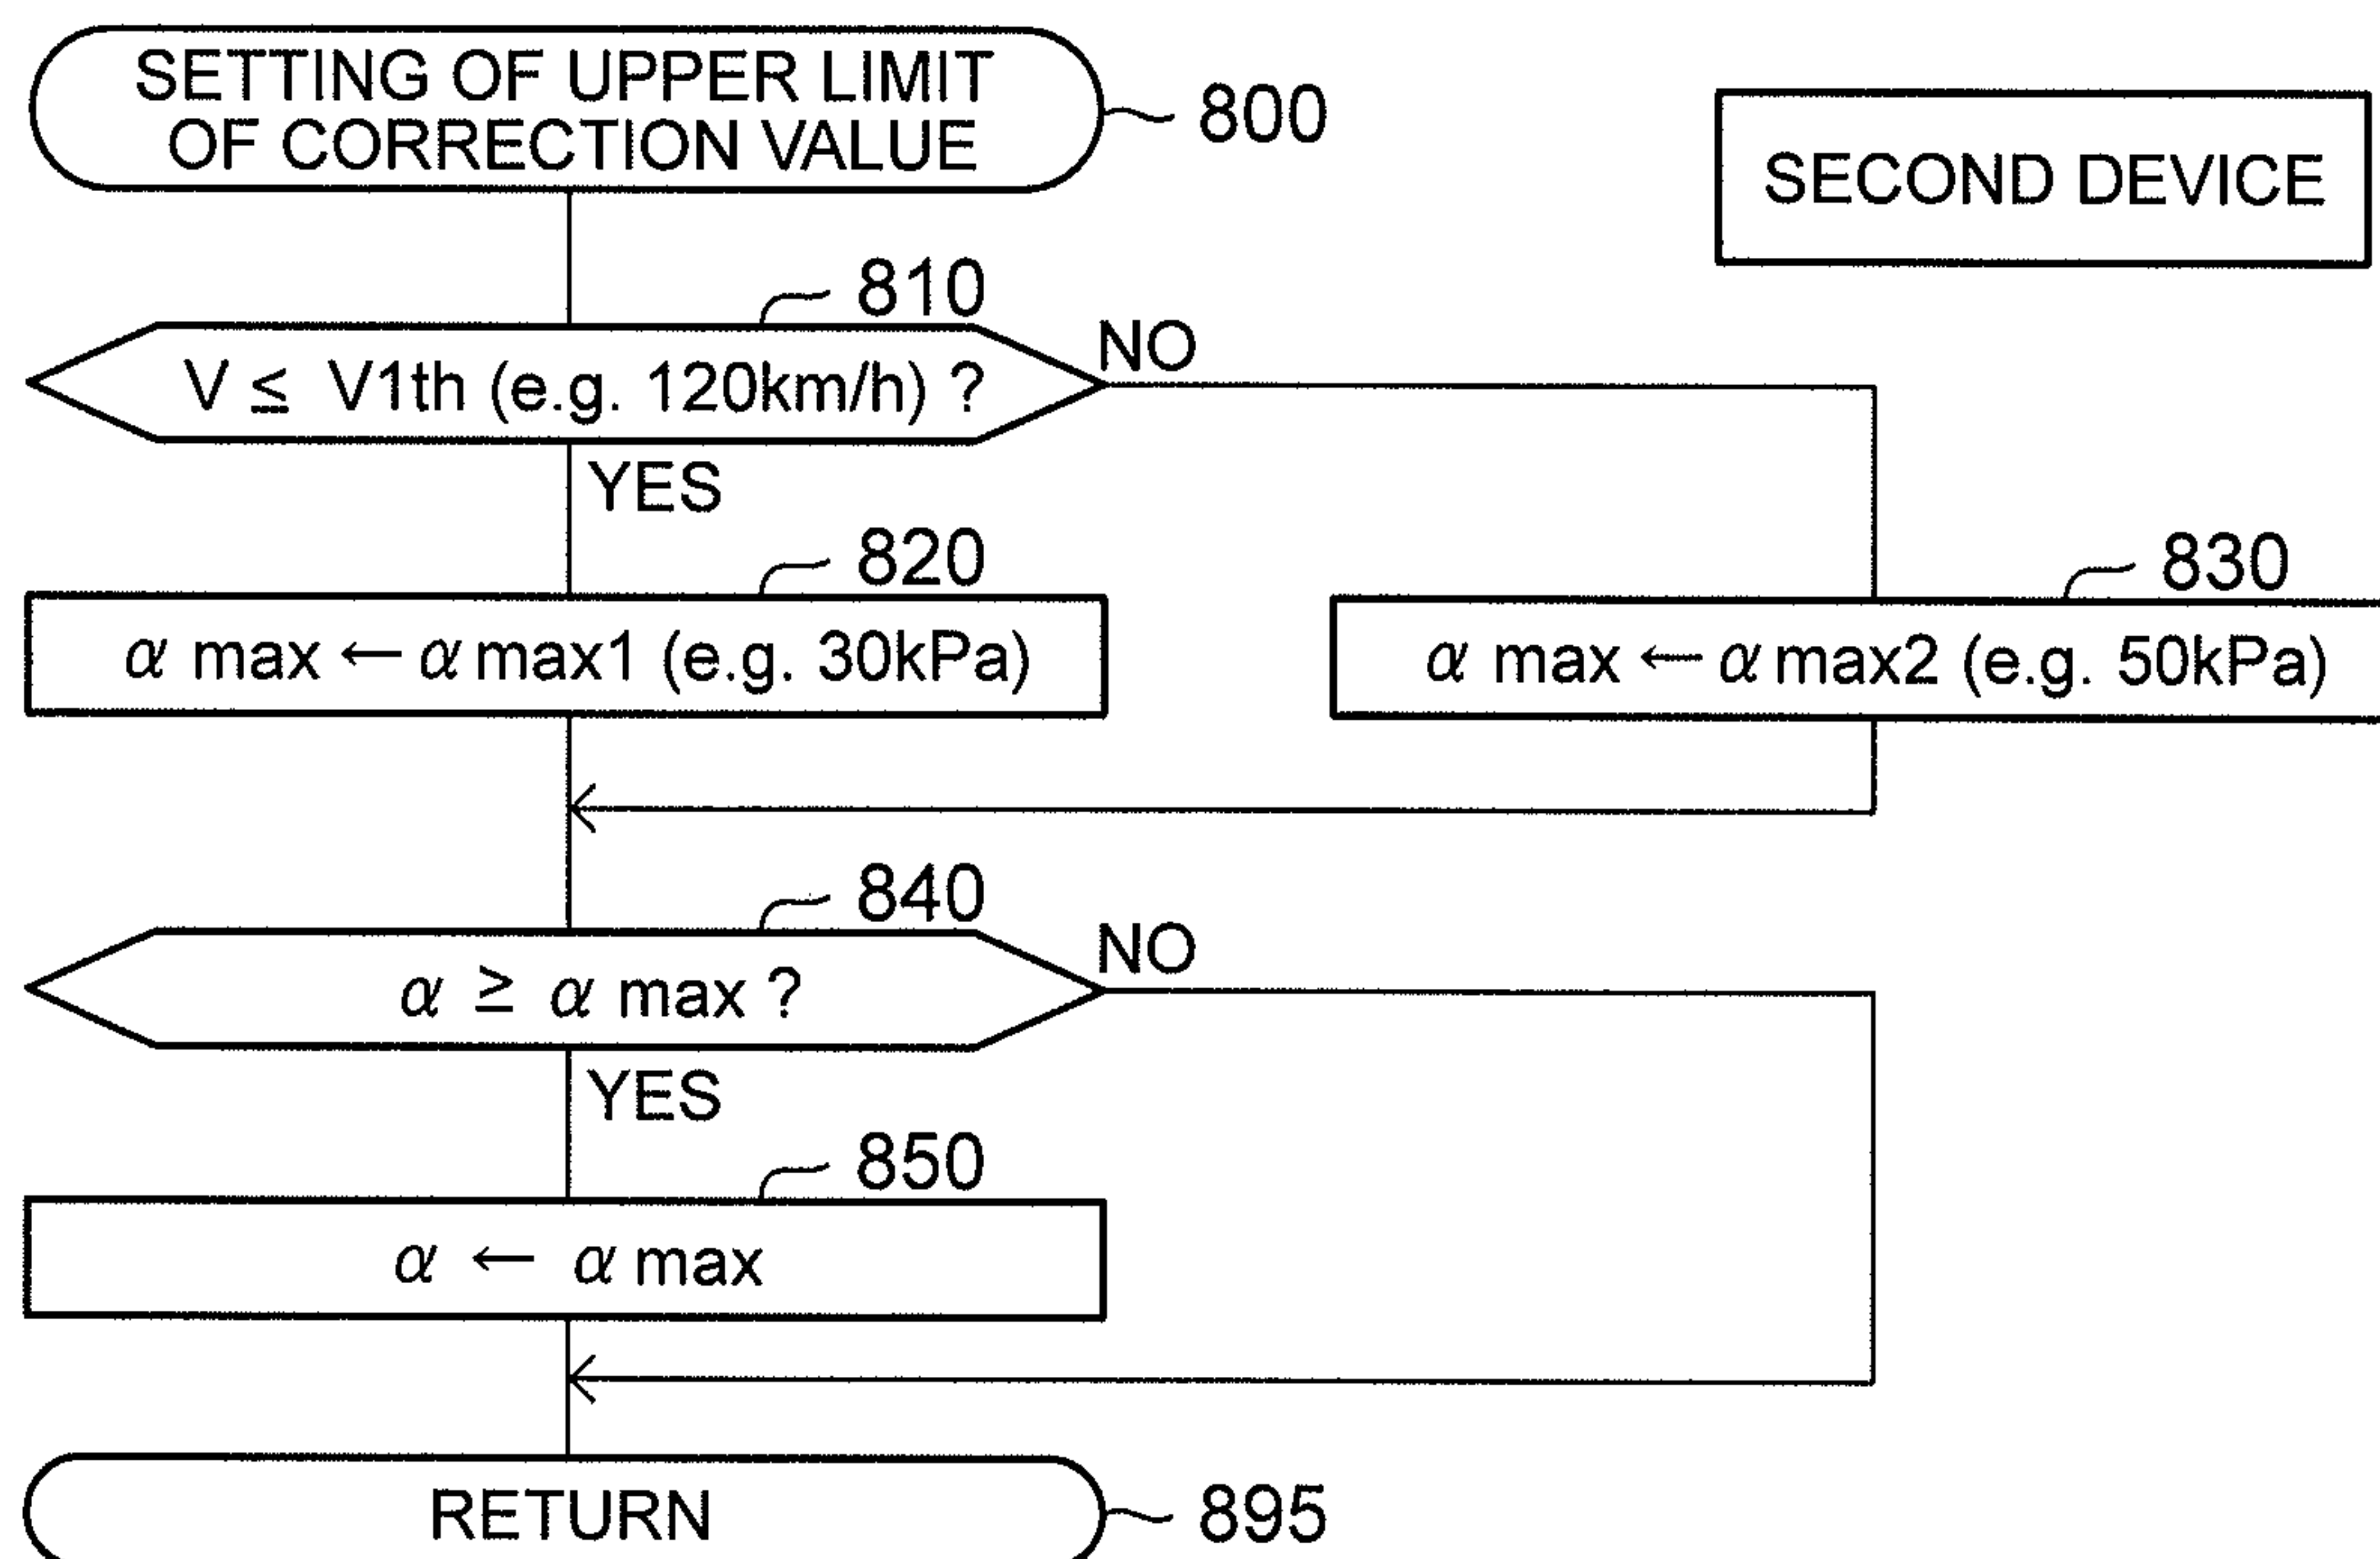 SETTING OF UPPER LIMIT
OF CORRECTION VALUE
800
SECOND DEVICE
810
V ≦ V1th (e.g. 120km/h) ?
NO
YES
820
α max ← α max1 (e.g. 30kPa)
830
α max ← α max2 (e.g. 50kPa)
840
α ≥ α max ?
NO
YES
850
α ← α max
RETURN
895